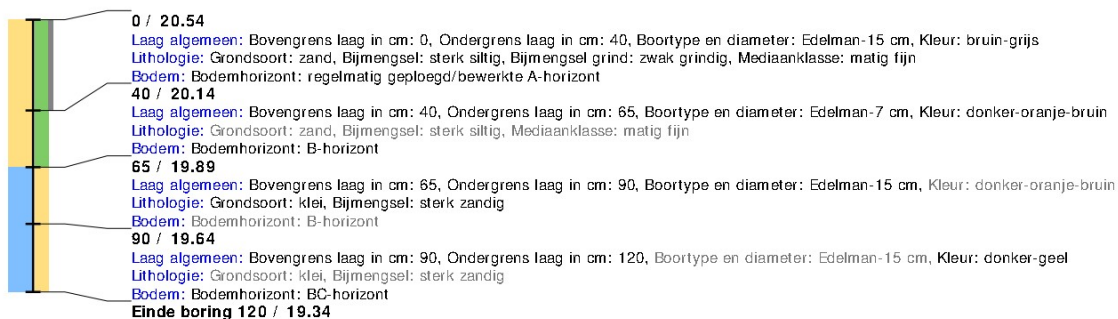 0 / 20.54
Laag algemeen: Bovengrens laag in cm: 0, Ondergrens laag in cm: 40, Boortype en diameter: Edelman-15 cm, Kleur: bruin-grijs
Lithologie: Grondsoort: zand, Bijmengsel: sterk siltig, Bijmengsel grind: zwak grindig, Mediaanklasse: matig fijn
Bodem: Bodemhorizont: regelmatig geploegd/bewerkte A-horizont
40 / 20.14
Laag algemeen: Bovengrens laag in cm: 40, Ondergrens laag in cm: 65, Boortype en diameter: Edelman-7 cm, Kleur: donker-oranje-bruin
Lithologie: Grondsoort: zand, Bijmengsel: sterk siltig, Mediaanklasse: matig fijn
Bodem: Bodemhorizont: B-horizont
65 / 19.89
Laag algemeen: Bovengrens laag in cm: 65, Ondergrens laag in cm: 90, Boortype en diameter: Edelman-15 cm, Kleur: donker-oranje-bruin
Lithologie: Grondsoort: klei, Bijmengsel: sterk zandig
Bodem: Bodemhorizont: B-horizont
90 / 19.64
Laag algemeen: Bovengrens laag in cm: 90, Ondergrens laag in cm: 120, Boortype en diameter: Edelman-15 cm, Kleur: donker-geel
Lithologie: Grondsoort: klei, Bijmengsel: sterk zandig
Bodem: Bodemhorizont: BC-horizont
Einde boring 120 / 19.34